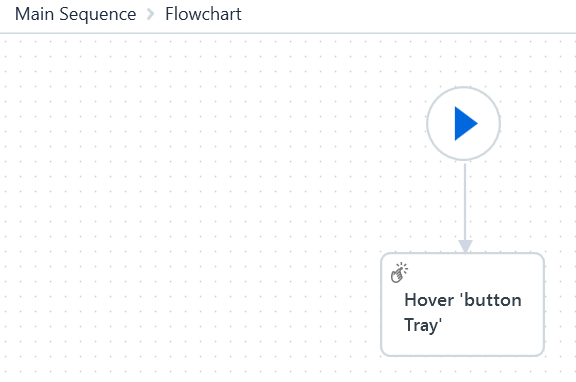 Main Sequence > Flowchart
Hover 'button
Tray'